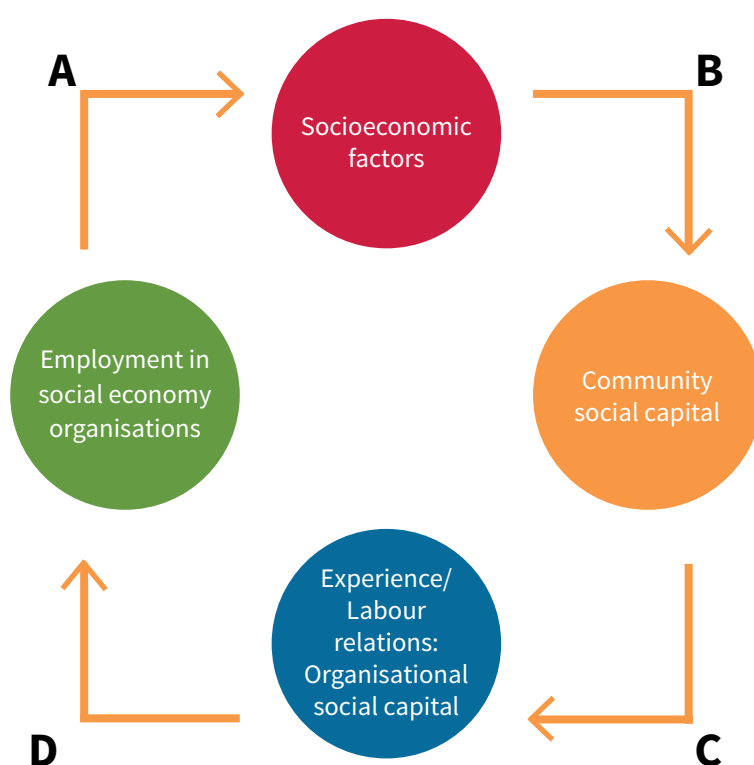 A
B
Socioeconomic
factors
Employment in
social economy
organisations
Community
social capital
Experience/
Labour
relations:
Organisational
social capital
D
C